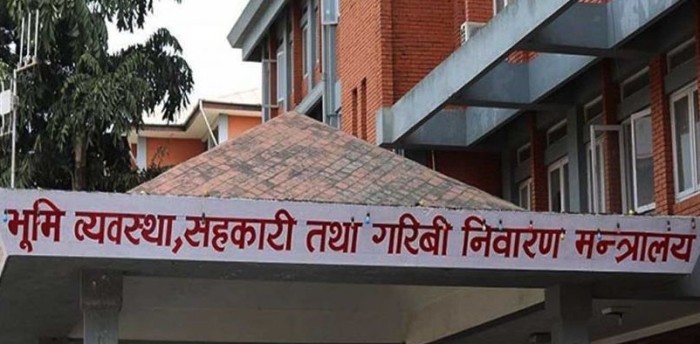 भूमि व्यवस्था,सहकारी तथा गरिबी निवारण मन्त्रालय